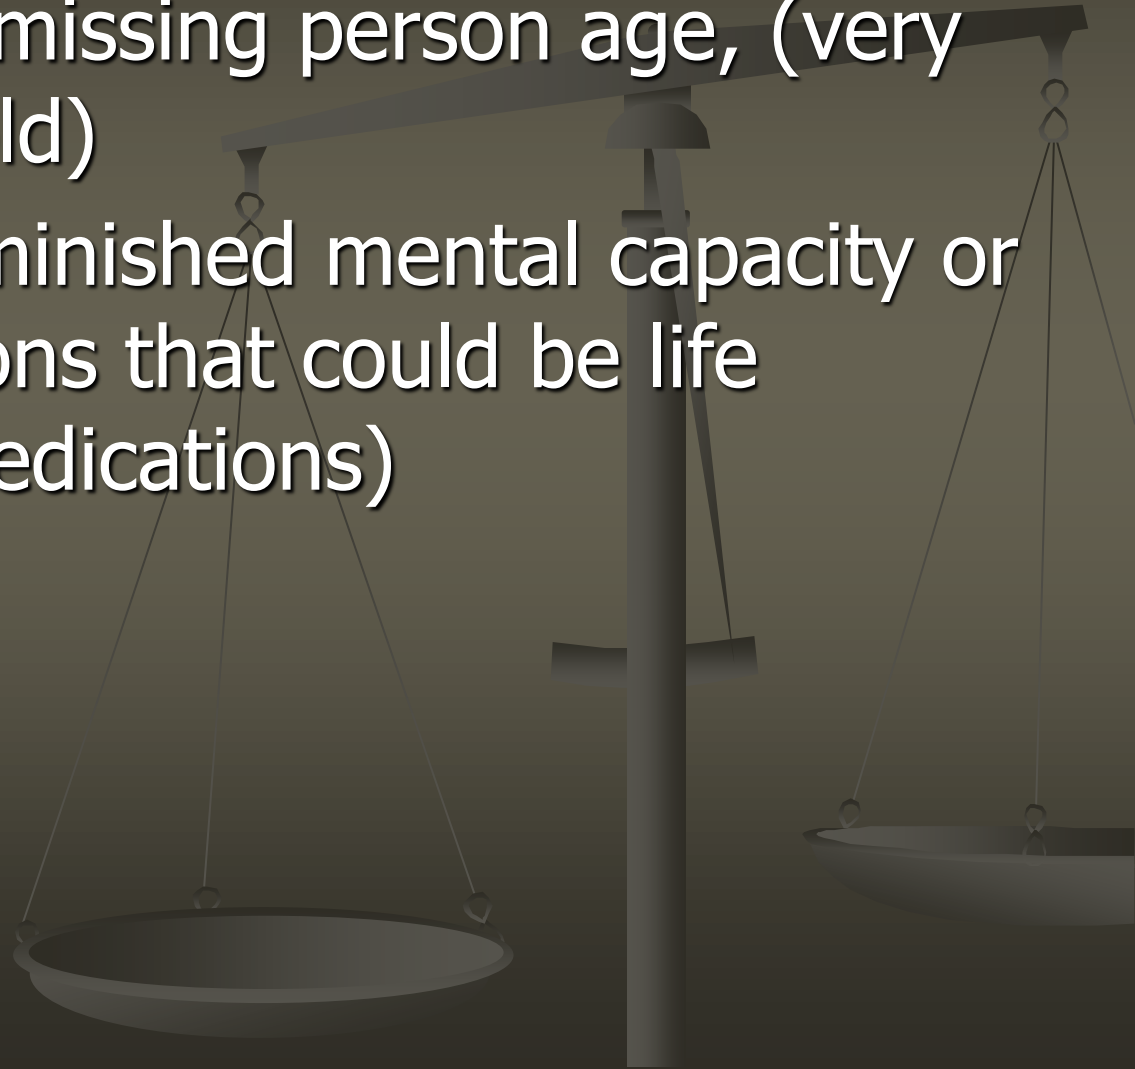 missing person age, (very
ld)
minished mental capacity or
ons that could be life
edications)